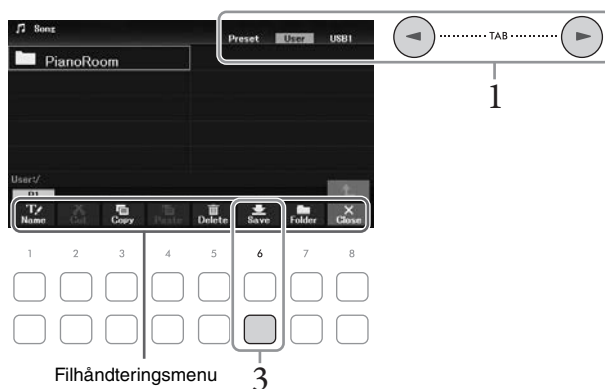 Song
Preset User USB1
TAB
1
PianoRoom
User:/
P1
Name Cut Copy Paste Delete Save Folder Close
1 2 3 4 5 6 7 8
Filhåndteringsmenu
3